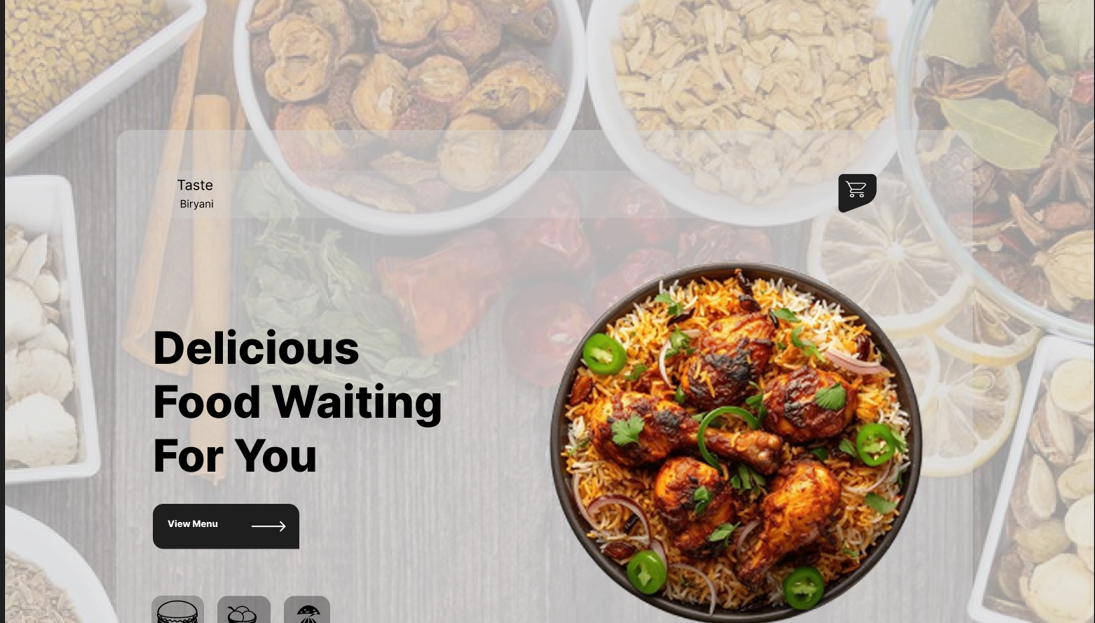 Taste
Biryani
Delicious
Food Waiting
For You
View Menu